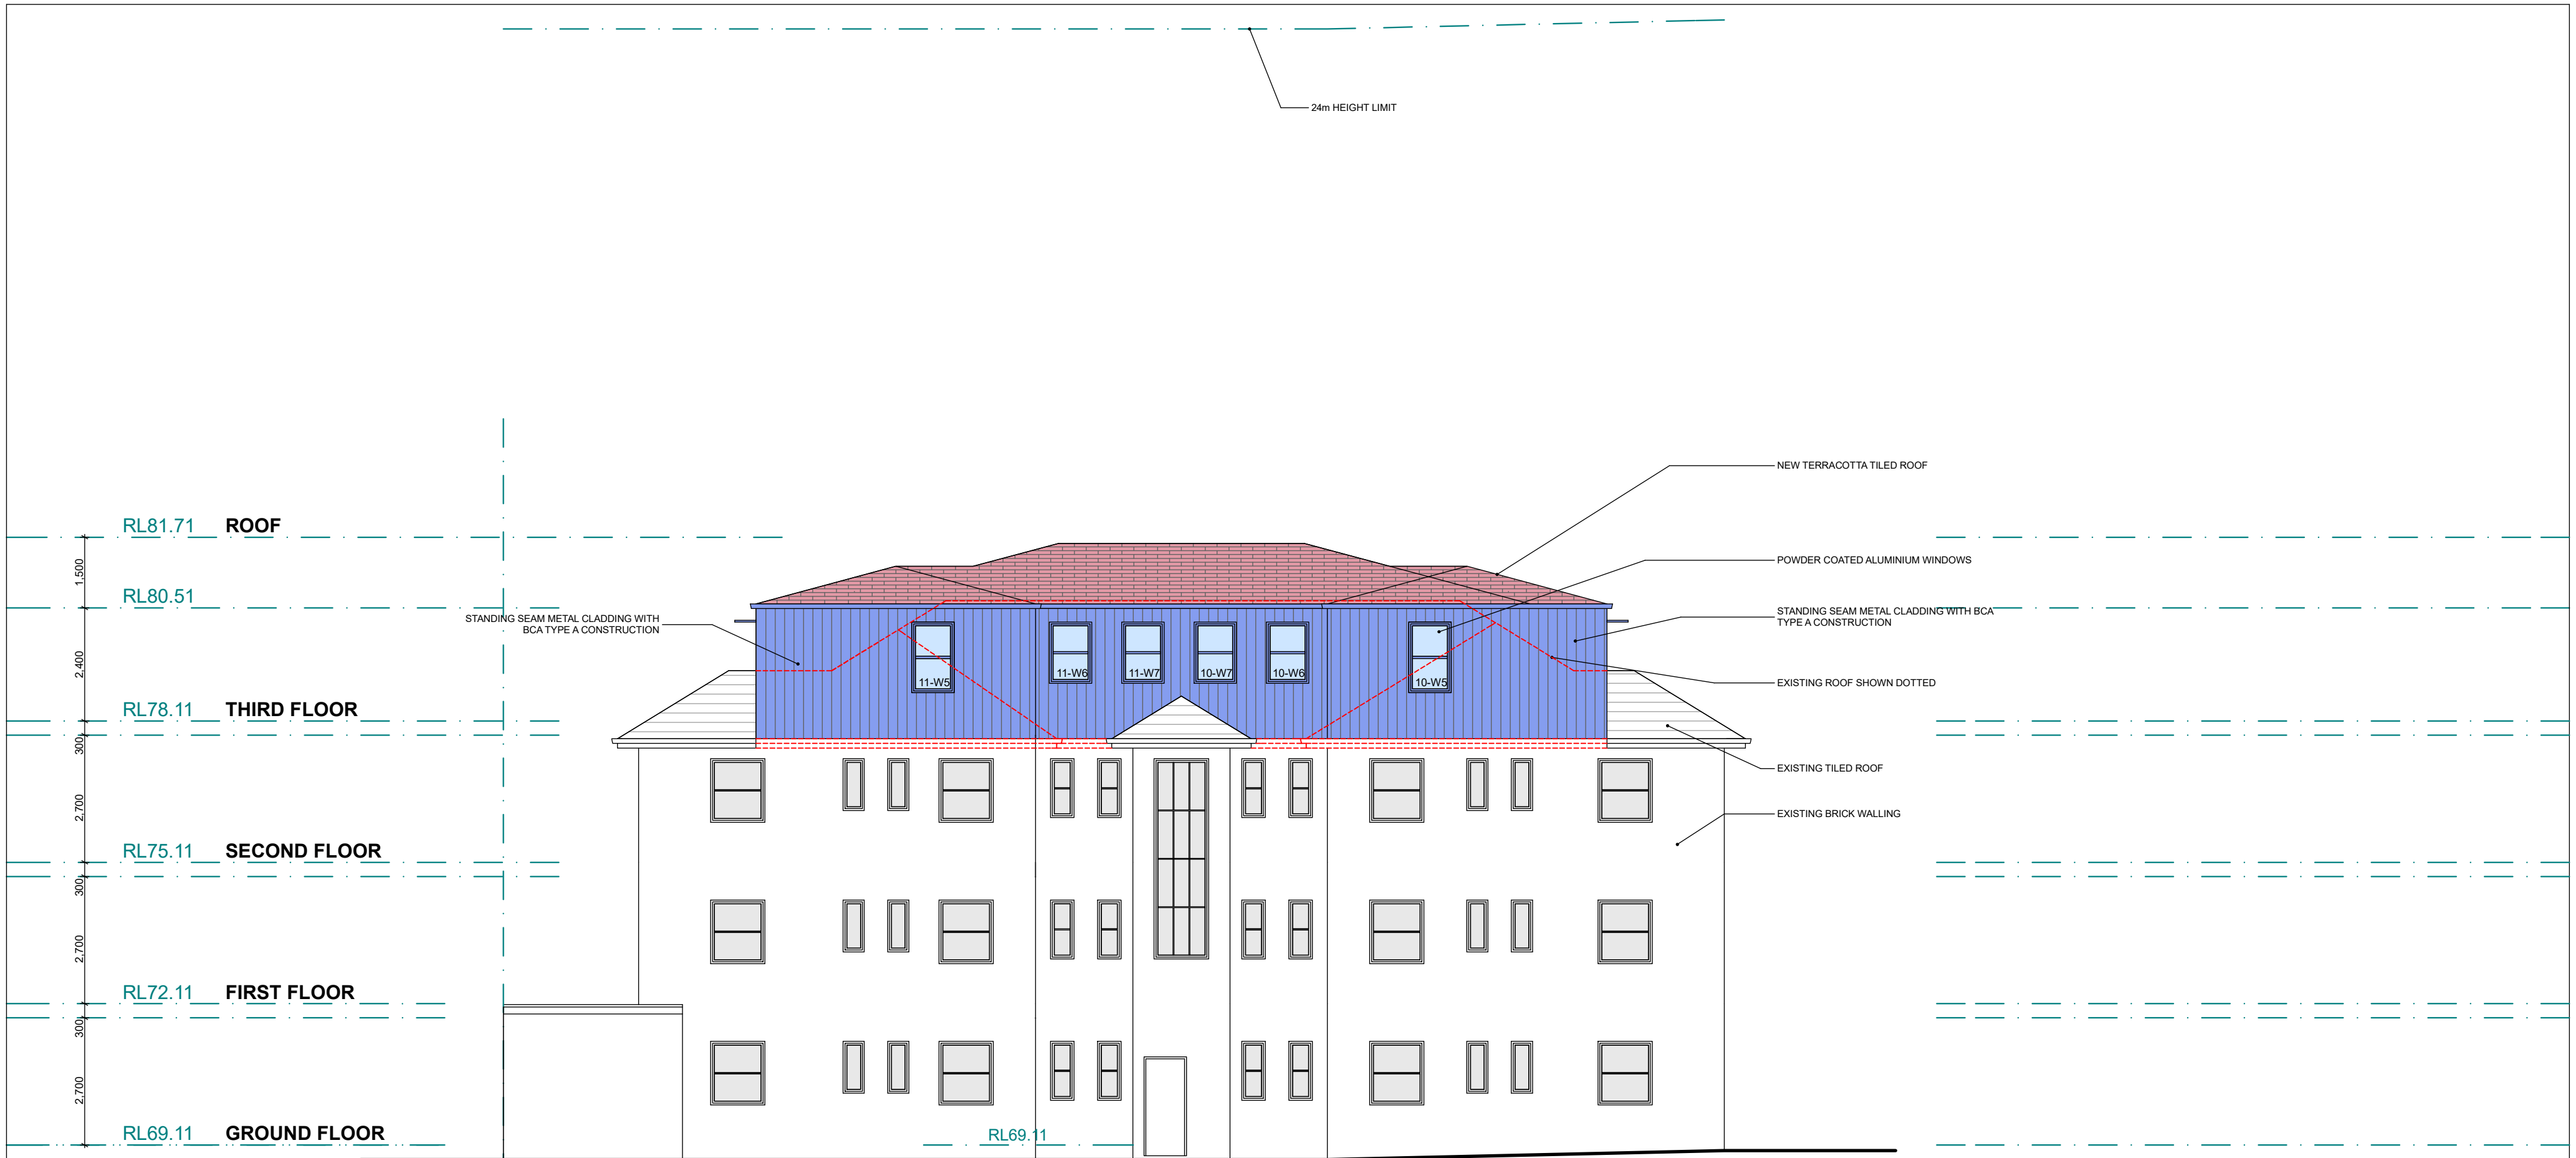 24m HEIGHT LIMIT
NEW TERRACOTTA TILED ROOF
RL81.71 ROOF
1,500
POWDER COATED ALUMINIUM WINDOWS
RL80.51
STANDING SEAM METAL CLADDING WITH
BCA TYPE A CONSTRUCTION
STANDING SEAM METAL CLADDING WITH BCA
TYPE A CONSTRUCTION
2,400
11-W5
11-W6
11-W7
10-W7
10-W6
10-W5
EXISTING ROOF SHOWN DOTTED
RL78.11 THIRD FLOOR
300
EXISTING TILED ROOF
2,700
EXISTING BRICK WALLING
RL75.11 SECOND FLOOR
300
2,700
RL72.11 FIRST FLOOR
300
2,700
RL69.11 GROUND FLOOR
RL69.11